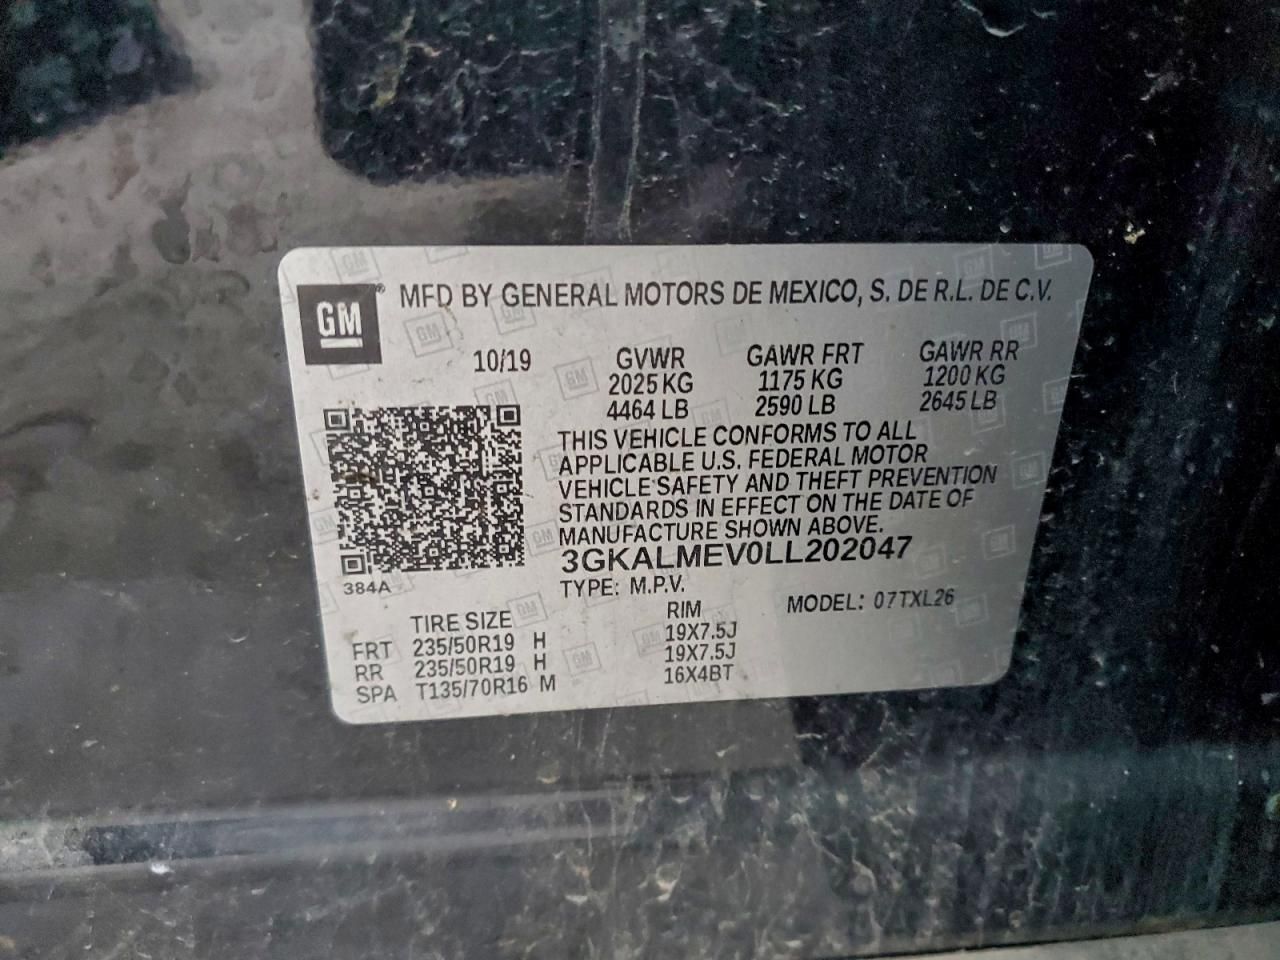 GM
MFD BY GENERAL MOTORS DE MEXICO, S. DE R.L. DE C.V.
10/19 GVWR GAWR FRT GAWR RR
2025 KG 1175 KG 1200 KG
4464 LB 2590 LB 2645 LB
THIS VEHICLE CONFORMS TO ALL
APPLICABLE U.S. FEDERAL MOTOR
VEHICLE SAFETY AND THEFT PREVENTION
STANDARDS IN EFFECT ON THE DATE OF
MANUFACTURE SHOWN ABOVE.
3GKALMEV0LL202047
384A
TYPE: M.P.V. MODEL: 07TXL26
TIRE SIZE RIM
FRT 235/50R19 H 19X7.5J
RR 235/50R19 H 19X7.5J
SPA T135/70R16 M 16X4BT